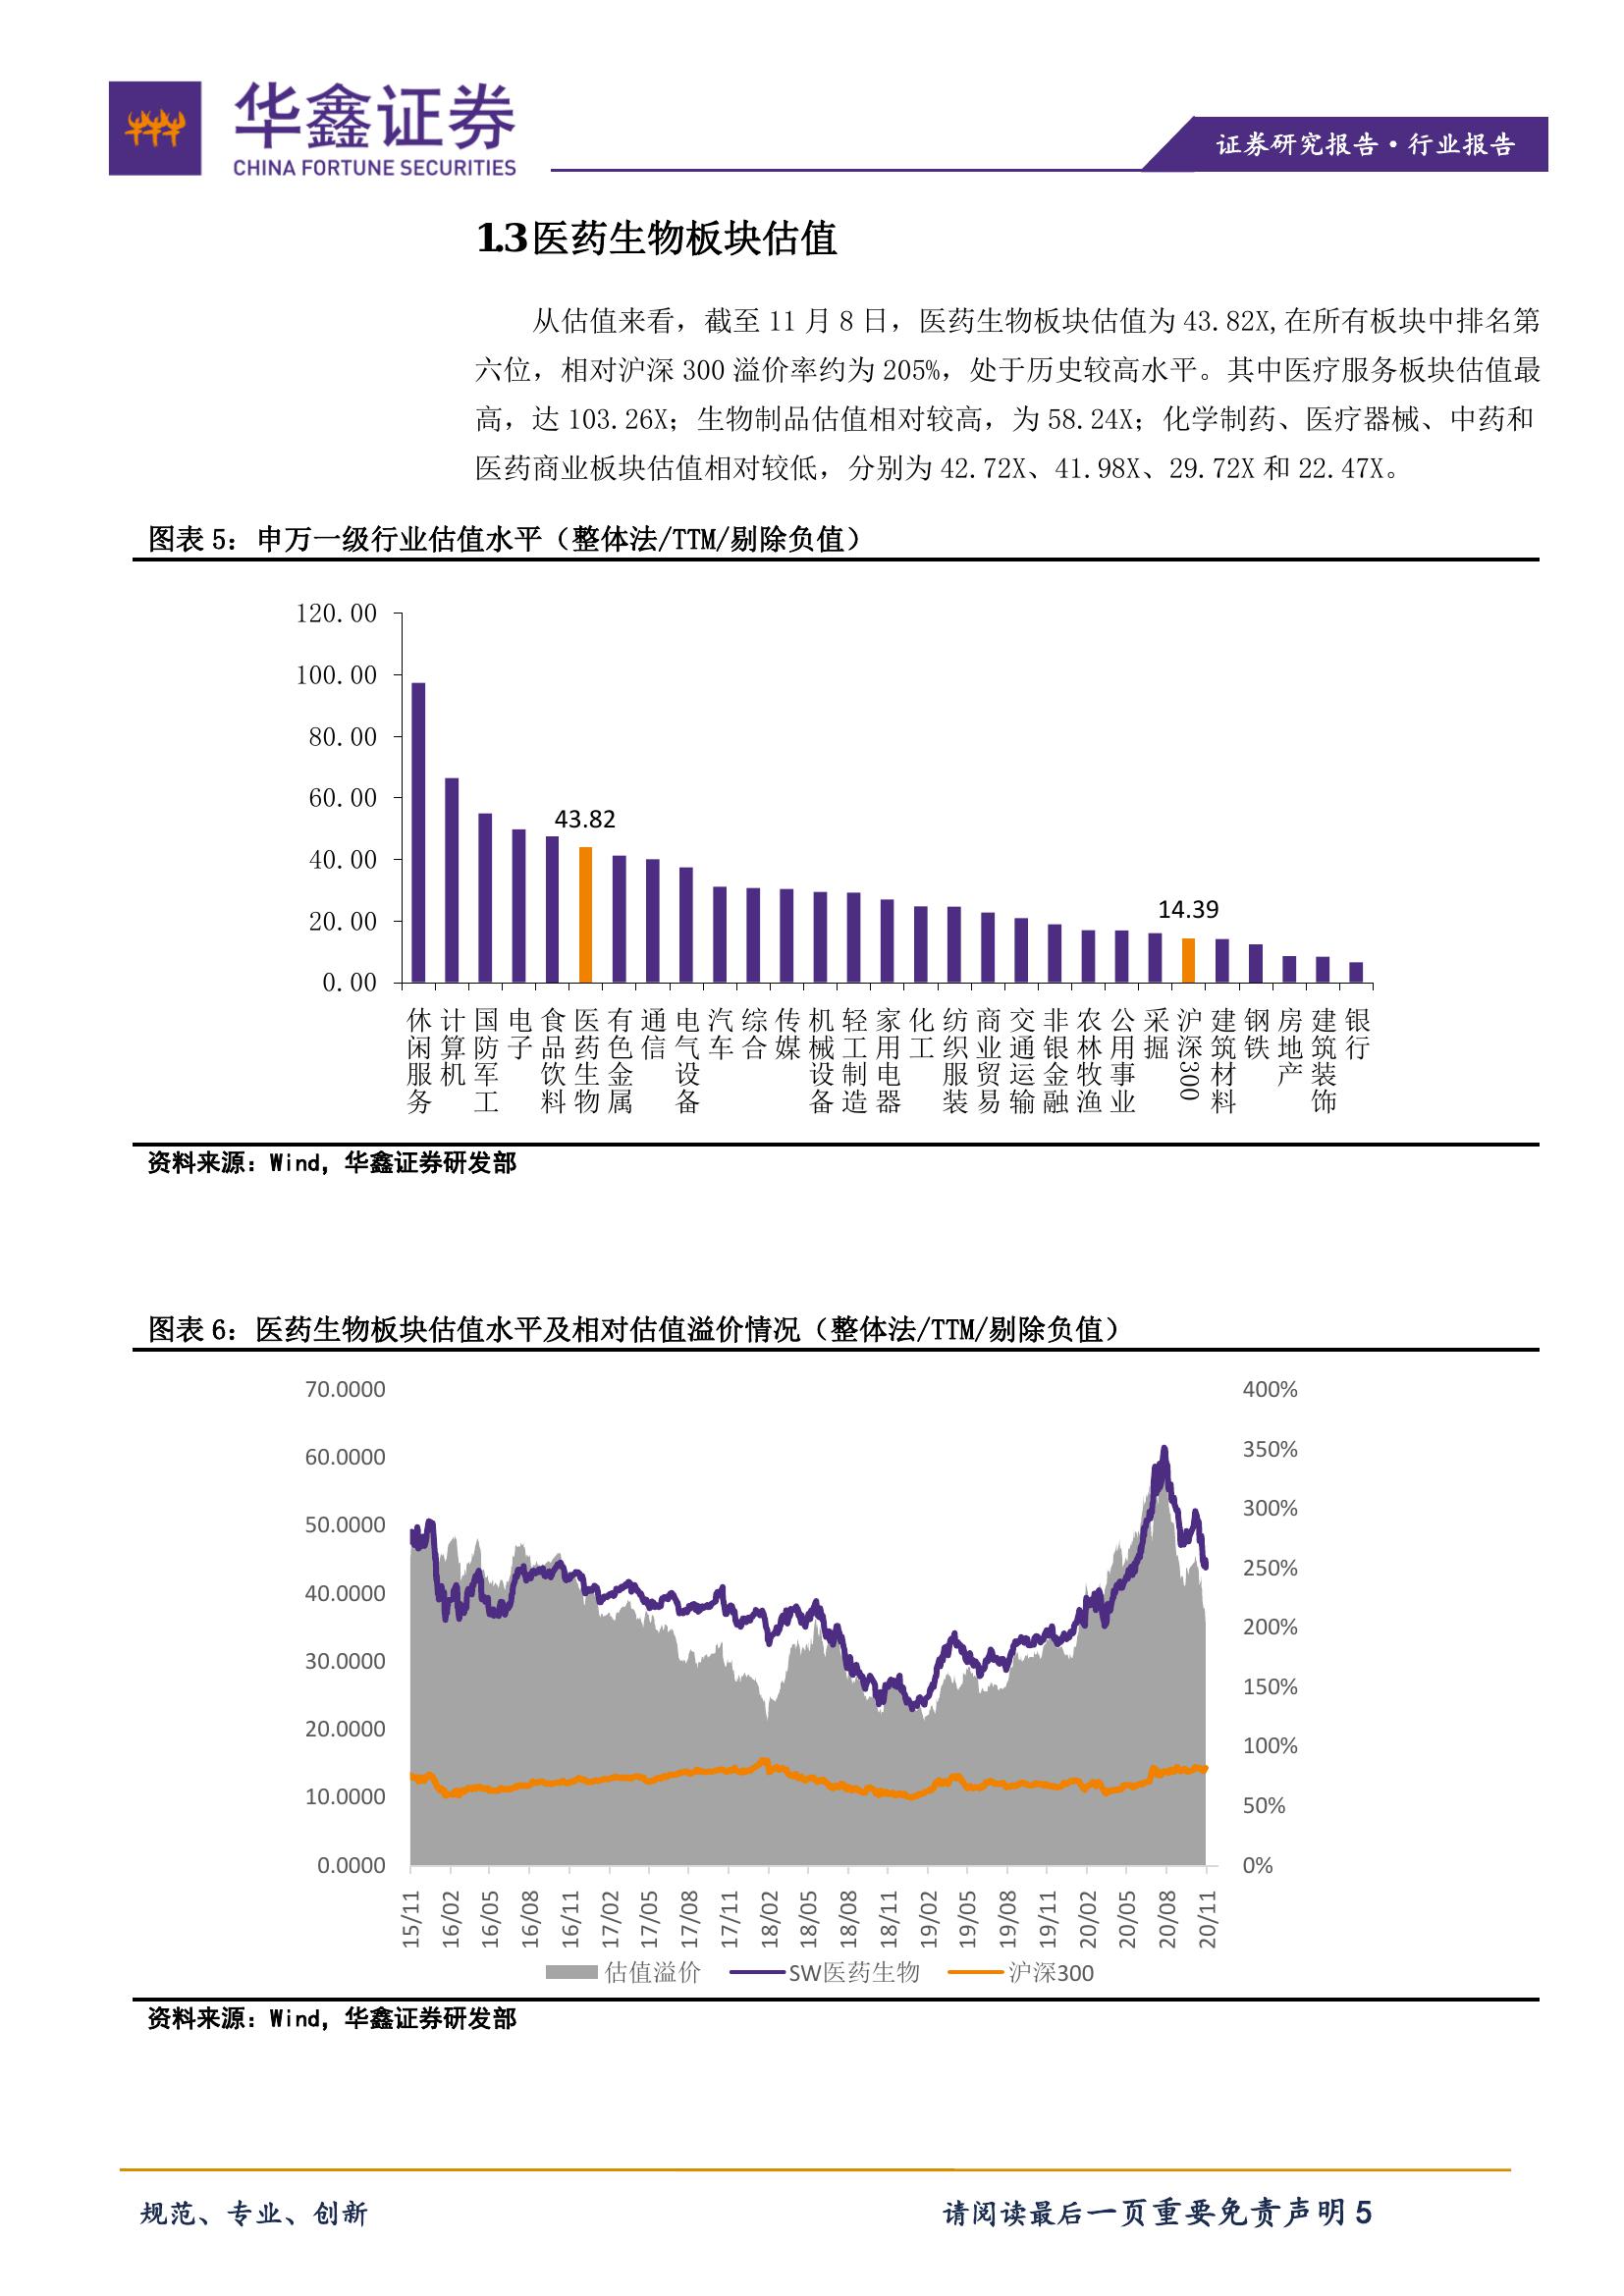 华鑫证券
CHINA FORTUNE SECURITIES
证券研究报告·行业报告
1.3医药生物板块估值
从估值来看，截至 11 月 8 日，医药生物板块估值为 43.82X,在所有板块中排名第
六位，相对沪深 300 溢价率约为 205%，处于历史较高水平。其中医疗服务板块估值最
高，达 103.26X；生物制品估值相对较高，为 58.24X；化学制药、医疗器械、中药和
医药商业板块估值相对较低，分别为 42.72X、41.98X、29.72X 和 22.47X。
图表 5：申万一级行业估值水平（整体法/TTM/剔除负值）
120.00
100.00
80.00
60.00
40.00
20.00
0.00
43.82
14.39
休闲服务
计算机
国防军工
电子
食品饮料
医药生物
有色金属
通信
电气设备
汽车
综合
传媒
机械设备
轻工制造
家用电器
化工
纺织服装
商业贸易
交通运输
非银金融
农林牧渔
公用事业
采掘
沪深300
建筑材料
钢铁
房地产
建筑装饰
银行
资料来源：Wind，华鑫证券研发部
图表 6：医药生物板块估值水平及相对估值溢价情况（整体法/TTM/剔除负值）
70.0000
60.0000
50.0000
40.0000
30.0000
20.0000
10.0000
0.0000
400%
350%
300%
250%
200%
150%
100%
50%
0%
15/11
16/02
16/05
16/08
16/11
17/02
17/05
17/08
17/11
18/02
18/05
18/08
18/11
19/02
19/05
19/08
19/11
20/02
20/05
20/08
20/11
估值溢价 SW医药生物 沪深300
资料来源：Wind，华鑫证券研发部
规范、专业、创新
请阅读最后一页重要免责声明 5